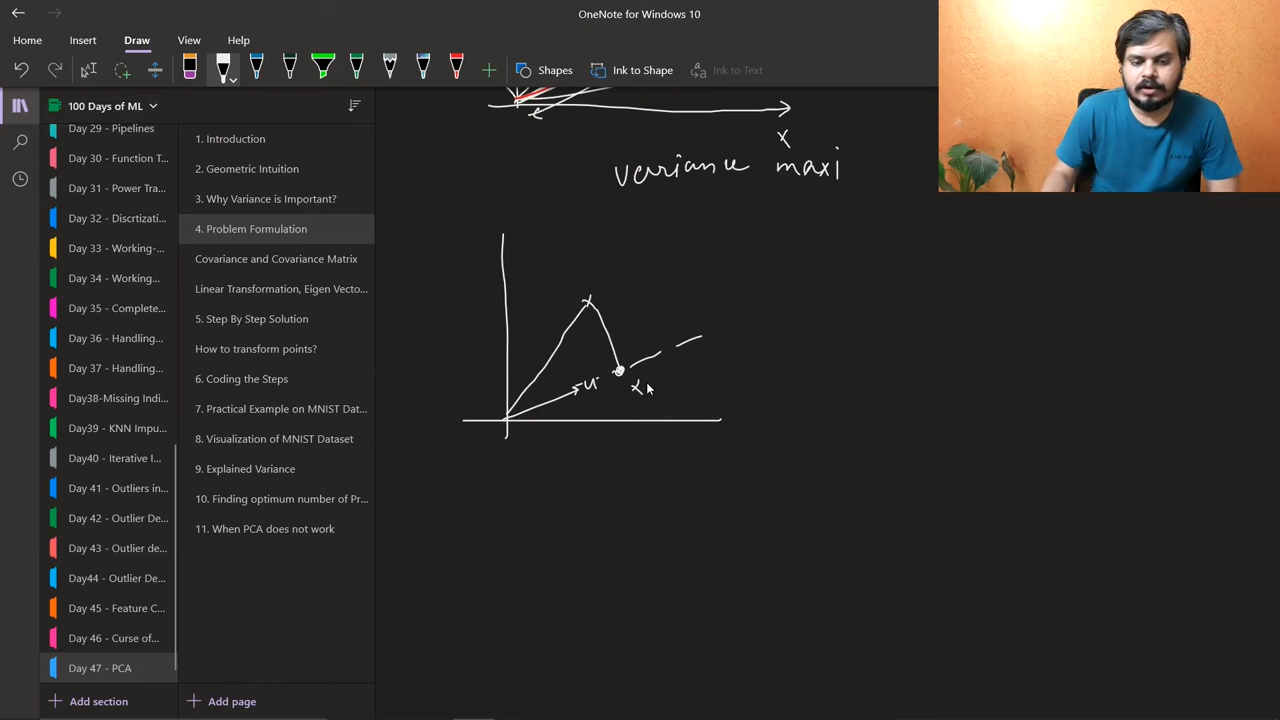 OneNote for Windows 10
Home Insert Draw View Help
Shapes Ink to Shape Ink to Text
100 Days of ML
Day 29 - Pipelines
Day 30 - Function T...
Day 31 - Power Tra...
Day 32 - Discrtizati...
Day 33 - Working-...
Day 34 - Working...
Day 35 - Complete...
Day 36 - Handling...
Day 37 - Handling...
Day38-Missing Indi...
Day39 - KNN Impu...
Day40 - Iterative I...
Day 41 - Outliers in...
Day 42 - Outlier De...
Day 43 - Outlier de...
Day44 - Outlier De...
Day 45 - Feature C...
Day 46 - Curse of...
Day 47 - PCA
Add section
1. Introduction
2. Geometric Intuition
3. Why Variance is Important?
4. Problem Formulation
Covariance and Covariance Matrix
Linear Transformation, Eigen Vecto...
5. Step By Step Solution
How to transform points?
6. Coding the Steps
7. Practical Example on MNIST Dat...
8. Visualization of MNIST Dataset
9. Explained Variance
10. Finding optimum number of Pr...
11. When PCA does not work
Add page
x
variance maxi
x
u
x